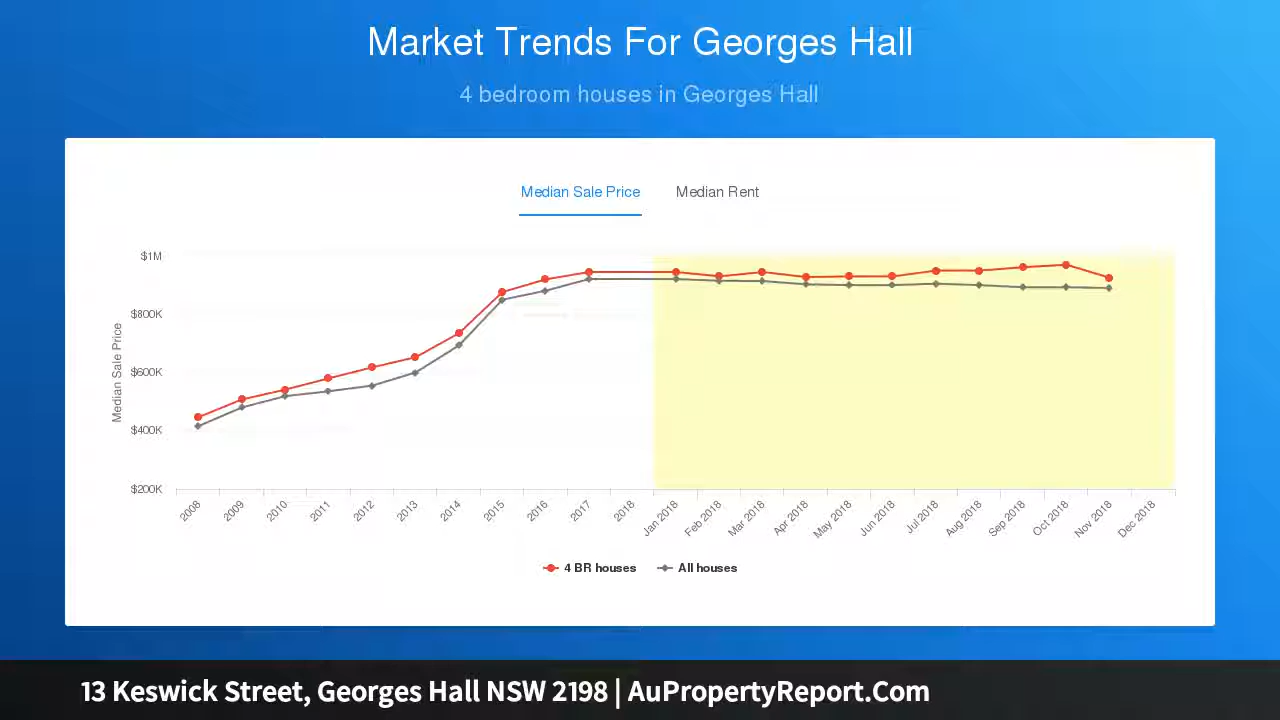 Market Trends For Georges Hall
4 bedroom houses in Georges Hall
Median Sale Price Median Rent
Median Sale Price
$1M
$800K
$600K
$400K
$200K
2008 2009 2010 2011 2012 2013 2014 2015 2016 2017 2018 Jan 2018 Feb 2018 Mar 2018 Apr 2018 May 2018 Jun 2018 Jul 2018 Aug 2018 Sep 2018 Oct 2018 Nov 2018 Dec 2018
4 BR houses All houses
13 Keswick Street, Georges Hall NSW 2198 | AuPropertyReport.Com